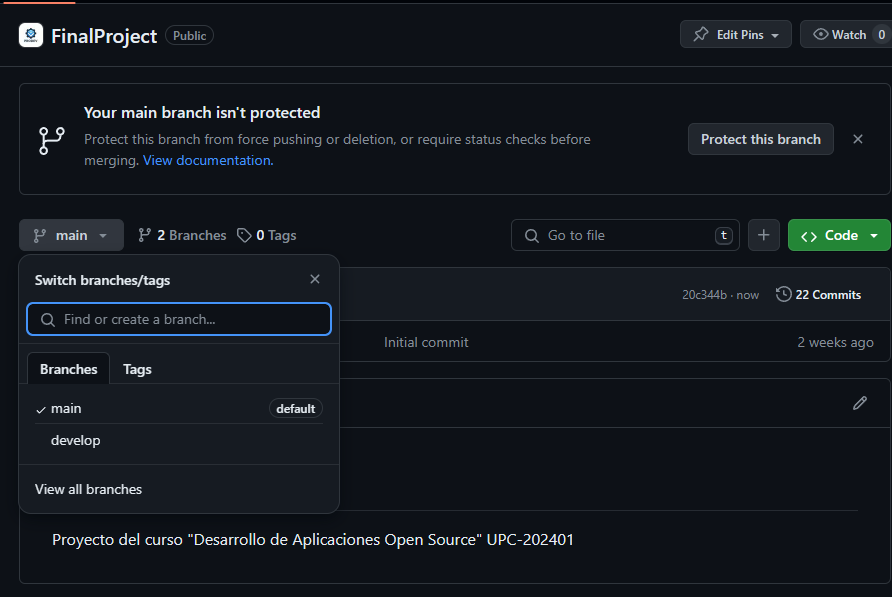 FinalProject Public Edit Pins Watch 0
Your main branch isn't protected
Protect this branch from force pushing or deletion, or require status checks before
merging. View documentation.
Protect this branch
main 2 Branches 0 Tags Go to file t Code
Switch branches/tags
Find or create a branch...
Branches Tags
main default
develop
View all branches
20c344b · now 22 Commits
Initial commit 2 weeks ago
Proyecto del curso "Desarrollo de Aplicaciones Open Source" UPC-202401